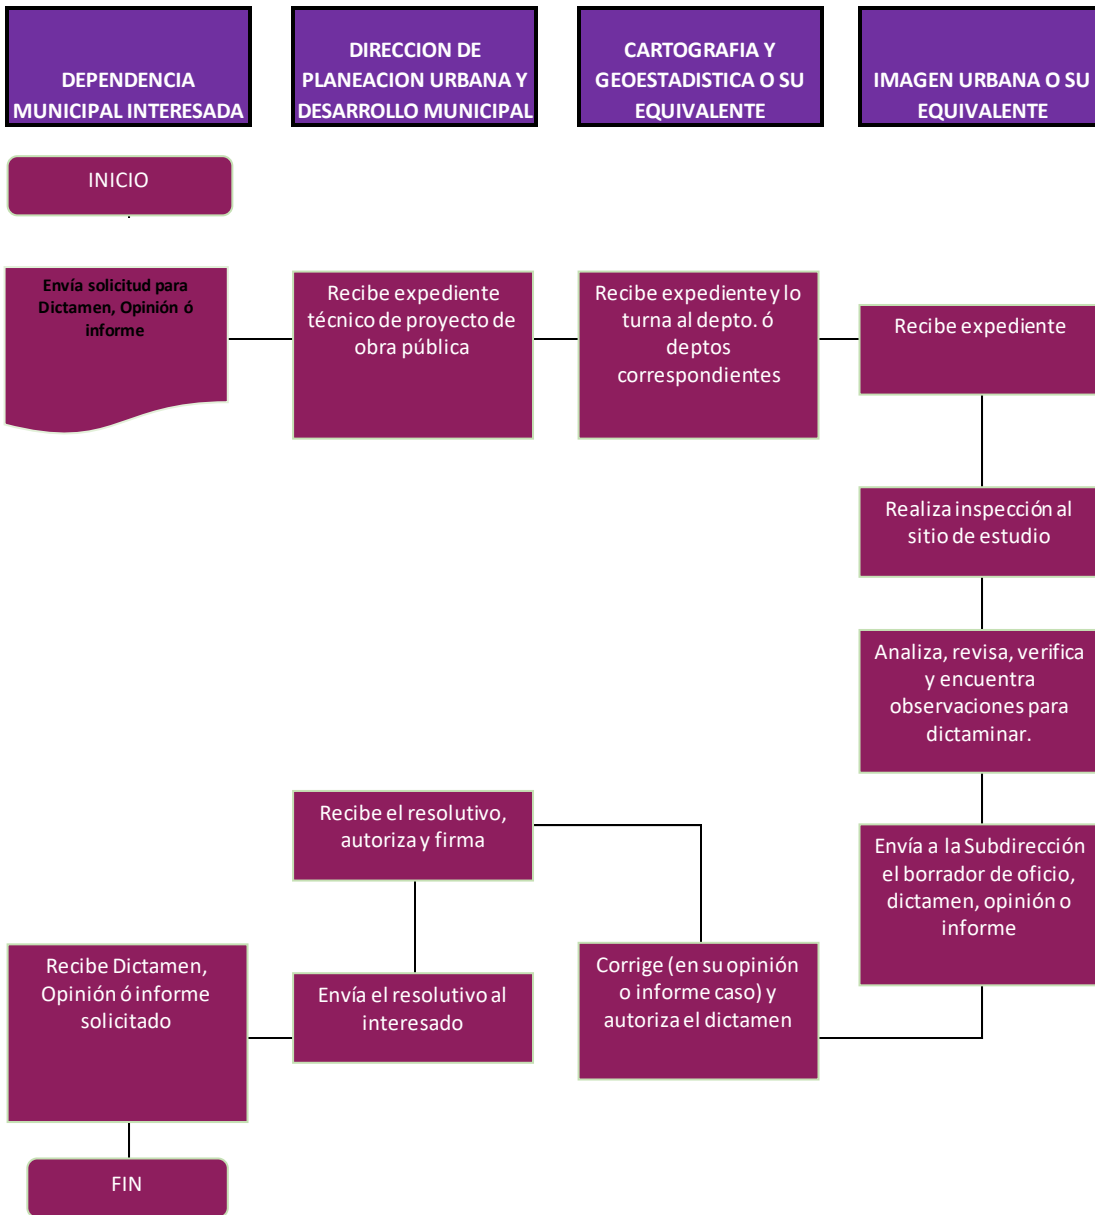 DEPENDENCIA
MUNICIPAL INTERESADA
DIRECCION DE
PLANEACION URBANA Y
DESARROLLO MUNICIPAL
CARTOGRAFIA Y
GEOESTADISTICA O SU
EQUIVALENTE
IMAGEN URBANA O SU
EQUIVALENTE
INICIO
Envía solicitud para
Dictamen, Opinión ó
informe
Recibe expediente
técnico de proyecto de
obra pública
Recibe expediente y lo
turna al depto. ó
deptos
correspondientes
Recibe expediente
Realiza inspección al
sitio de estudio
Analiza, revisa, verifica
y encuentra
observaciones para
dictaminar.
Envía a la Subdirección
el borrador de oficio,
dictamen, opinión o
informe
Corrige (en su opinión
o informe caso) y
autoriza el dictamen
Recibe el resolutivo,
autoriza y firma
Envía el resolutivo al
interesado
Recibe Dictamen,
Opinión ó informe
solicitado
FIN